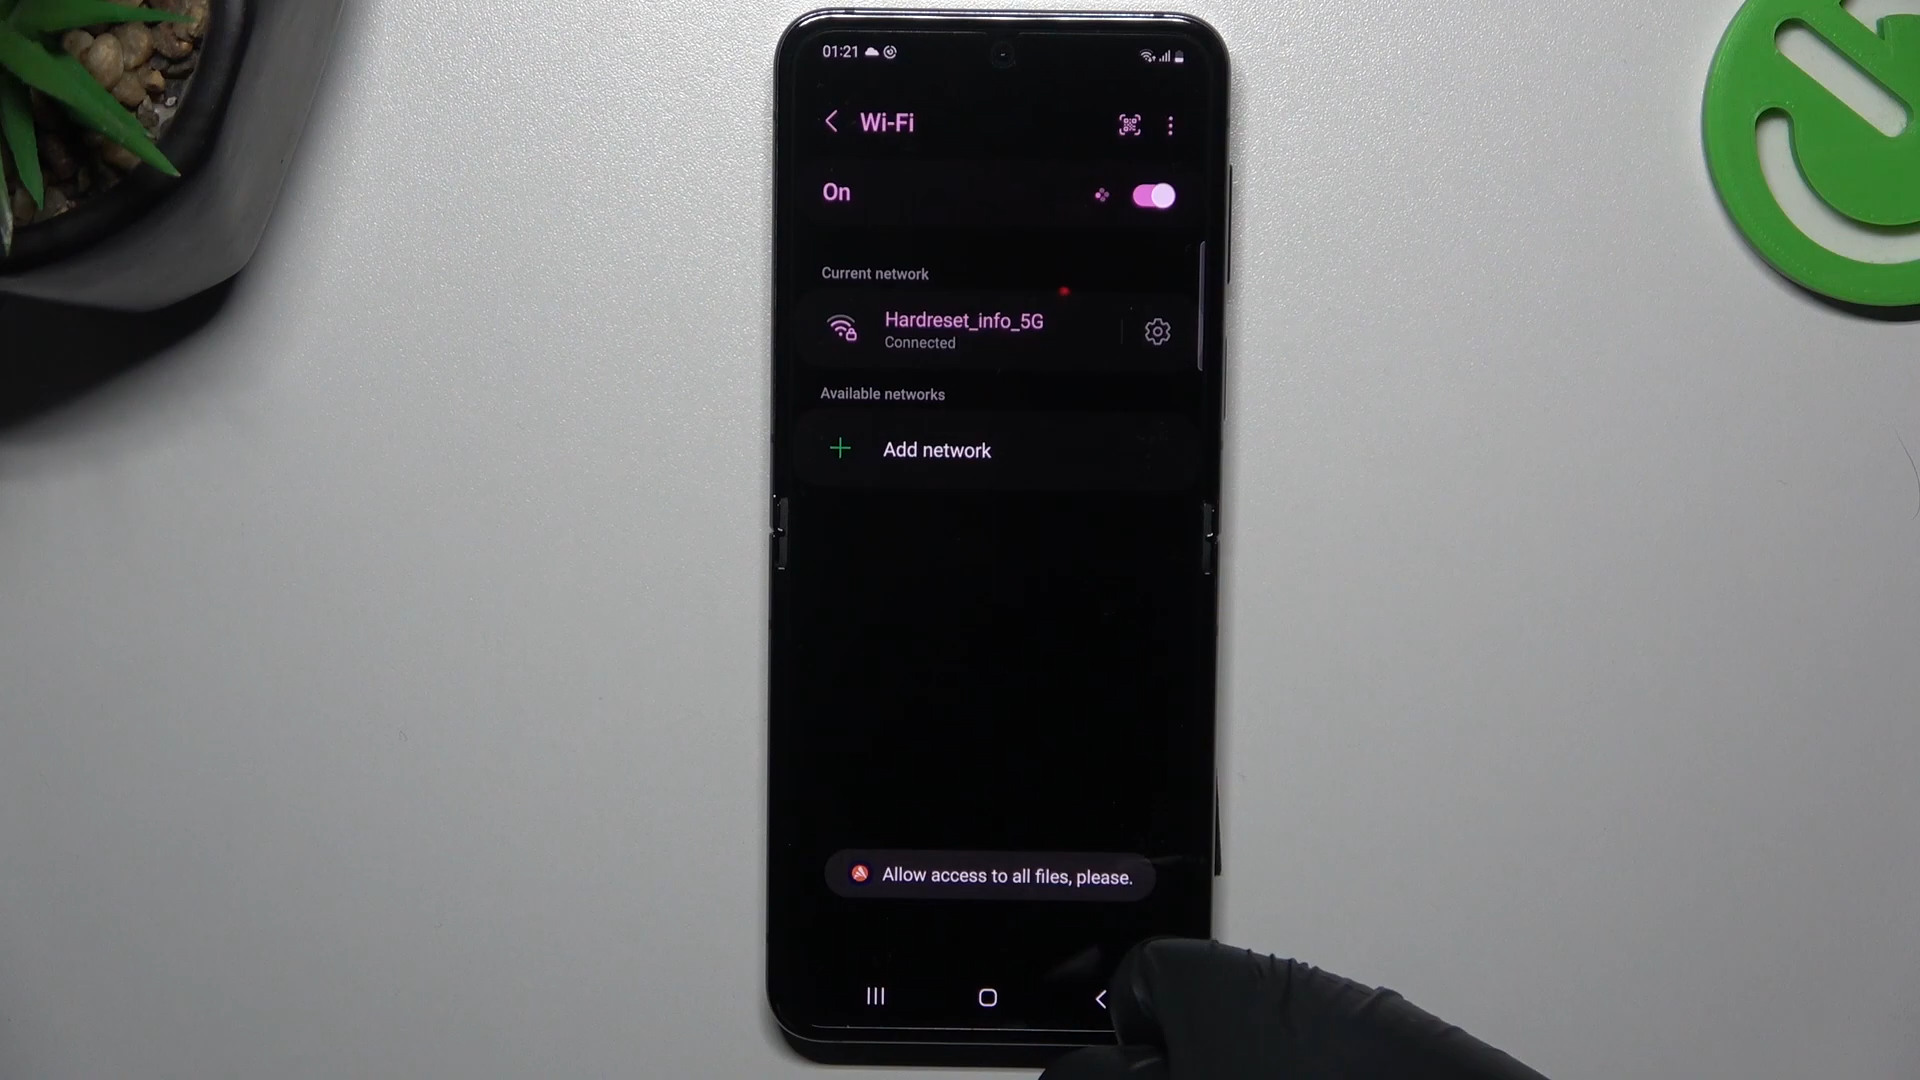 01:21
Wi-Fi
On
Current network
Hardreset_info_5G
Connected
Available networks
Add network
Allow access to all files, please.